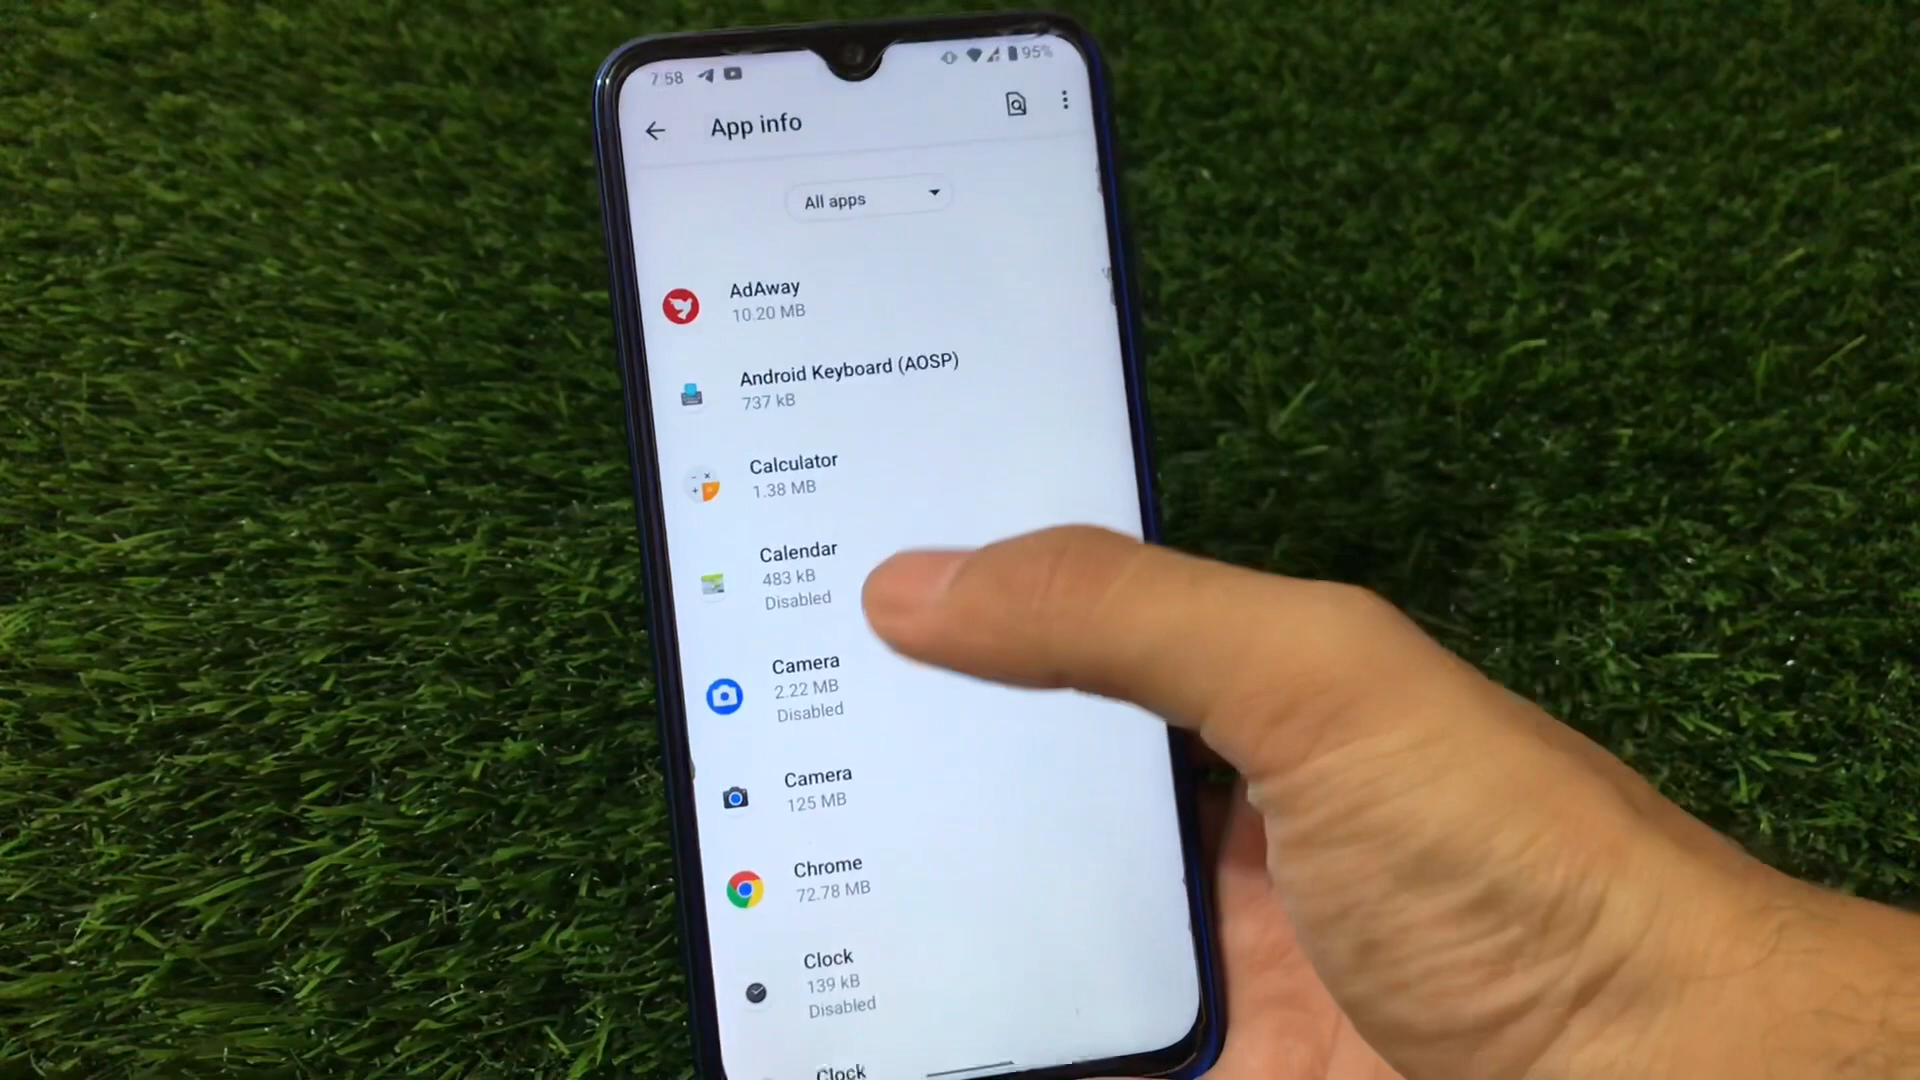 7:58
95%
App info
All apps
AdAway
10.20 MB
Android Keyboard (AOSP)
737 kB
Calculator
1.38 MB
Calendar
483 kB
Disabled
Camera
2.22 MB
Disabled
Camera
125 MB
Chrome
72.78 MB
Clock
139 kB
Disabled
Clock